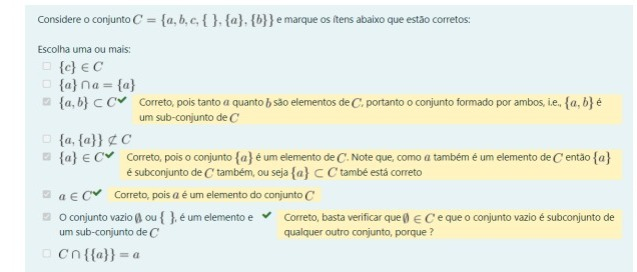 Considere o conjunto C = {a, b, c, { }, {a}, {b}} e marque os ítens abaixo que estão corretos:
Escolha uma ou mais:
{c} ∈ C
{a} ∩ a = {a}
{a, b} ⊂ C✔ Correto, pois tanto a quanto b são elementos de C, portanto o conjunto formado por ambos, i.e., {a, b} é
um sub-conjunto de C
{a, {a}} ⊄ C
{a} ∈ C✔ Correto, pois o conjunto {a} é um elemento de C. Note que, como a também é um elemento de C então {a}
é subconjunto de C também, ou seja {a} ⊂ C també está correto
a ∈ C✔ Correto, pois a é um elemento do conjunto C
O conjunto vazio ∅ ou { }, é um elemento e ✔ Correto, basta verificar que ∅ ∈ C e que o conjunto vazio é subconjunto de
um sub-conjunto de C qualquer outro conjunto, porque ?
C ∩ {{a}} = a